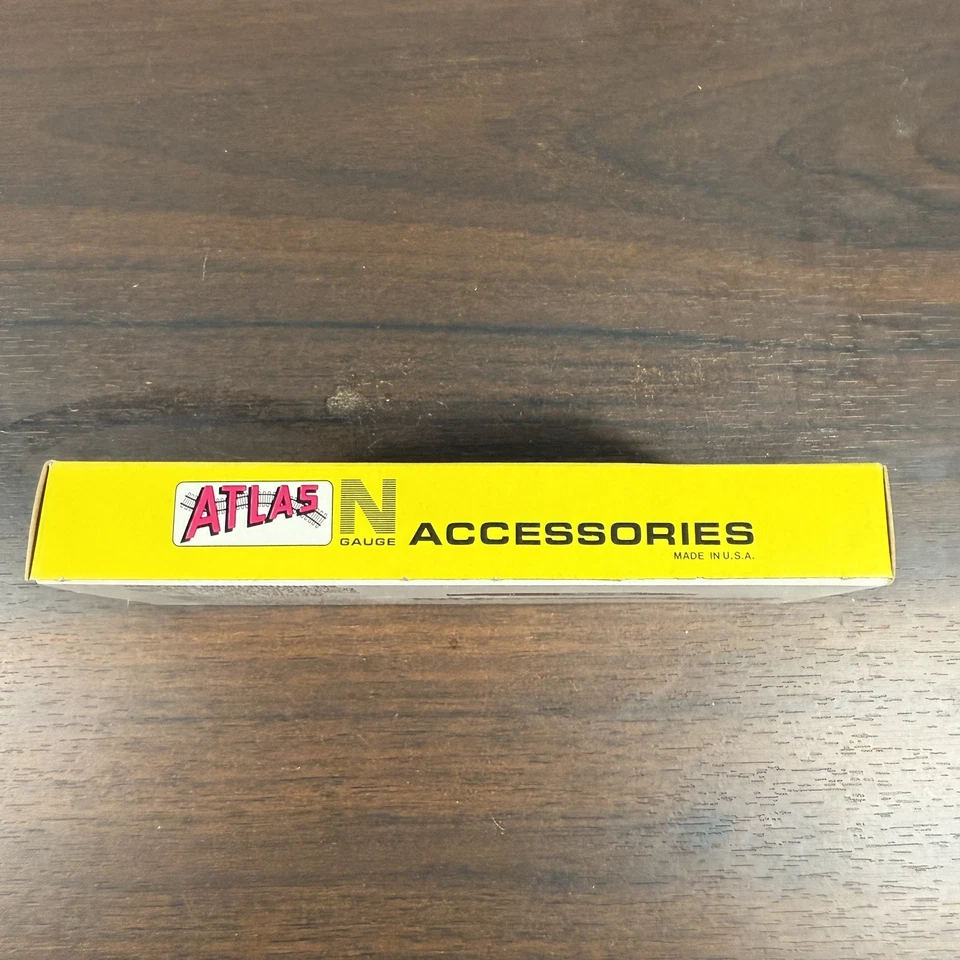 ATLAS N
GAUGE
ACCESSORIES
MADE IN U.S.A.